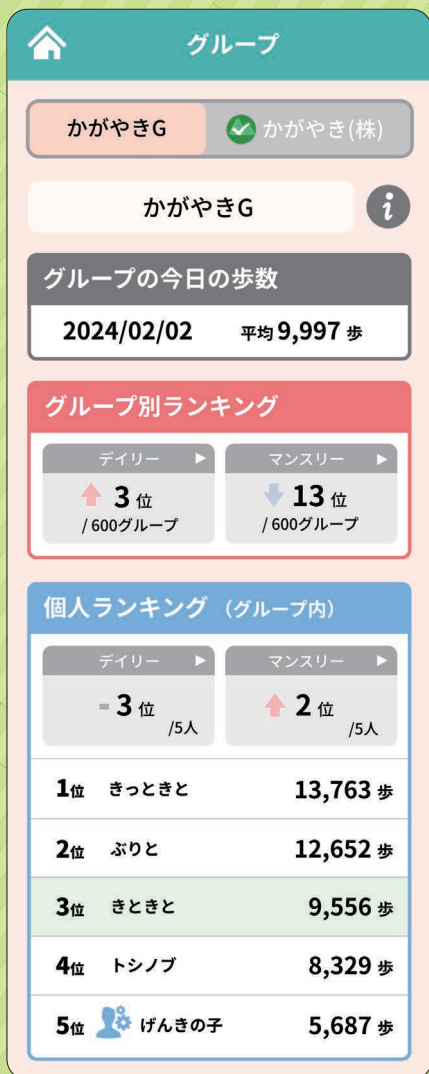 グループ
かがやきG かがやき(株)
かがやきG i
グループの今日の歩数
2024/02/02 平均 9,997 歩
グループ別ランキング
デイリー ▶ マンスリー ▶
3 位 13 位
/ 600グループ / 600グループ
個人ランキング (グループ内)
デイリー ▶ マンスリー ▶
- 3 位 2 位
/5人 /5人
1位 きっときと 13,763 歩
2位 ぶりと 12,652 歩
3位 きときと 9,556 歩
4位 トシノブ 8,329 歩
5位 げんきの子 5,687 歩